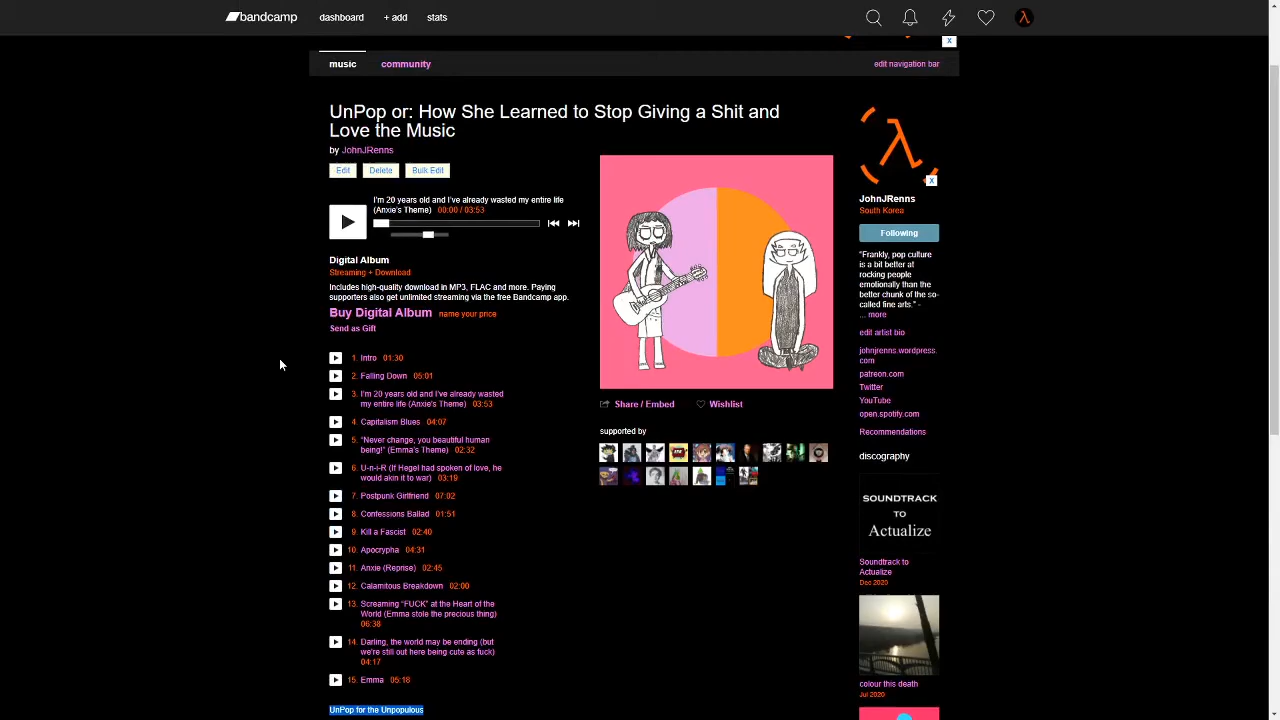 bandcamp dashboard + add stats
x
music community edit navigation bar
UnPop or: How She Learned to Stop Giving a Shit and
Love the Music
by JohnJRenns
Edit Delete Bulk Edit
I'm 20 years old and I've already wasted my entire life
(Anxie's Theme) 00:00 / 03:53
Digital Album
Streaming + Download
Includes high-quality download in MP3, FLAC and more. Paying
supporters also get unlimited streaming via the free Bandcamp app.
Buy Digital Album name your price
Send as Gift
1. Intro 01:30
2. Falling Down 05:01
3. I'm 20 years old and I've already wasted
my entire life (Anxie's Theme) 03:53
4. Capitalism Blues 04:07
5. "Never change, you beautiful human
being!" (Emma's Theme) 02:32
6. U-n-i-R (If Hegel had spoken of love, he
would akin it to war) 03:19
7. Postpunk Girlfriend 07:02
8. Confessions Ballad 01:51
9. Kill a Fascist 02:40
10. Apocrypha 04:31
11. Anxie (Reprise) 02:45
12. Calamitous Breakdown 02:00
13. Screaming "FUCK" at the Heart of the
World (Emma stole the precious thing)
06:38
14. Darling, the world may be ending (but
we're still out here being cute as fuck)
04:17
15. Emma 05:18
UnPop for the Unpopulous
Share / Embed Wishlist
supported by
(λ)
x
JohnJRenns
South Korea
Following
"Frankly, pop culture
is a bit better at
rocking people
emotionally than the
better chunk of the so-
called fine arts." -
... more
edit artist bio
johnjrenns.wordpress.
com
patreon.com
Twitter
YouTube
open.spotify.com
Recommendations
discography
SOUNDTRACK
TO
Actualize
Soundtrack to
Actualize
Dec 2020
colour this death
Jul 2020